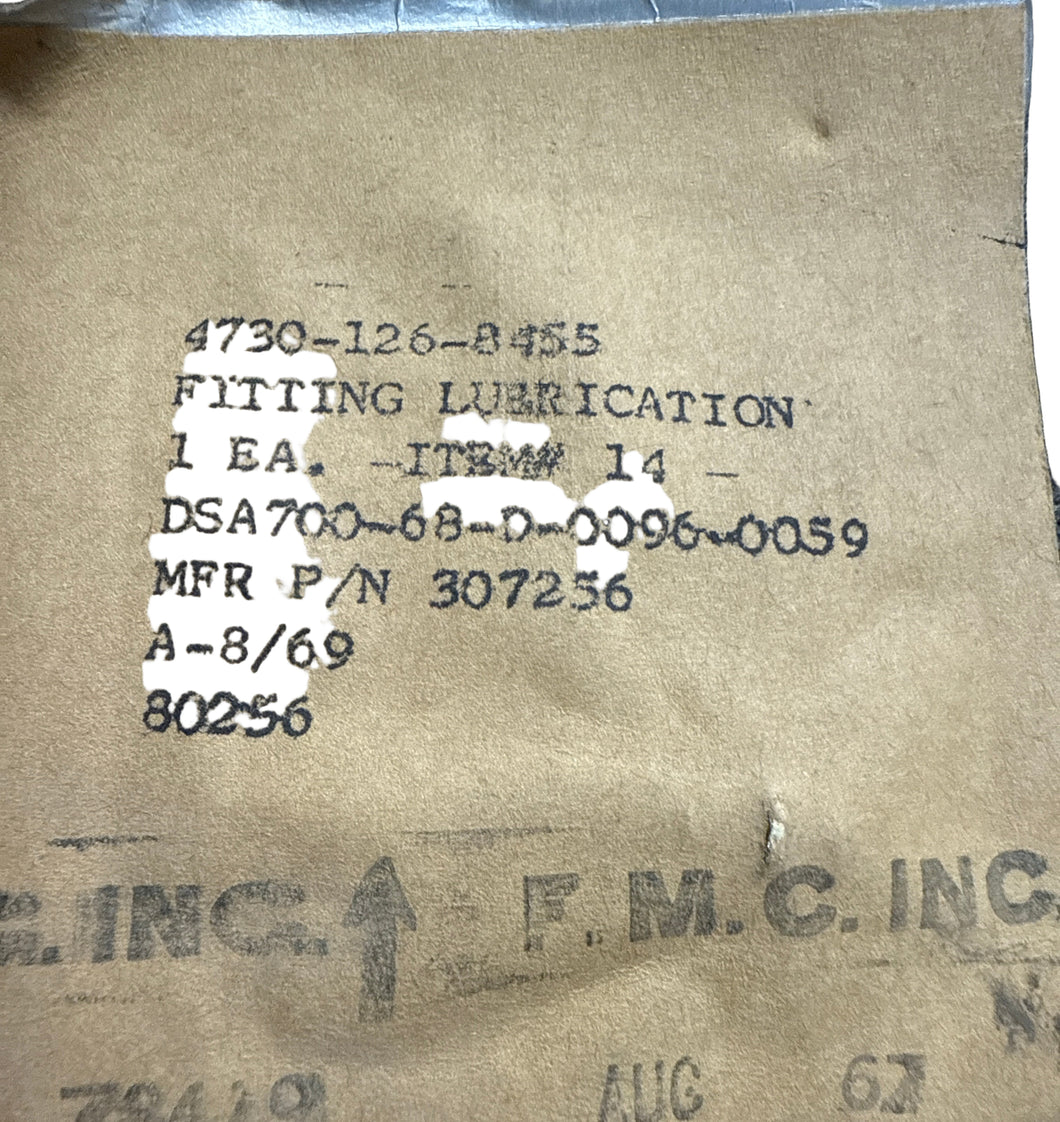 4730-126-8455
FITTING LUBRICATION
1 EA. -ITEM# 14 -
DSA700-68-D-0096-0059
MFR P/N 307256
A-8/69
80256
INC. ↑ F. M. C. INC
AUG 67